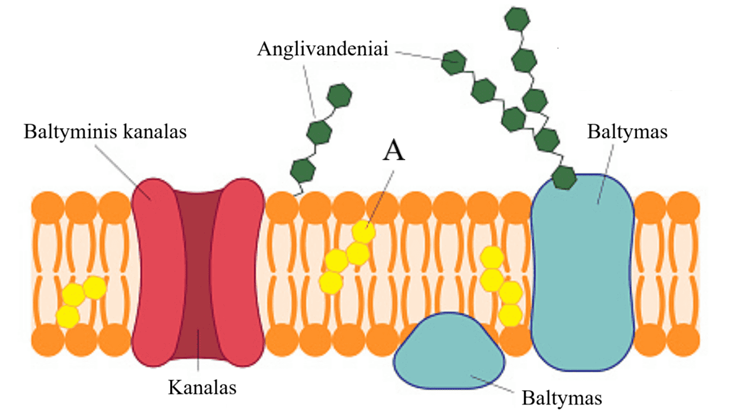 Anglivandeniai
Baltyminis kanalas
A
Baltymas
Kanalas
Baltymas